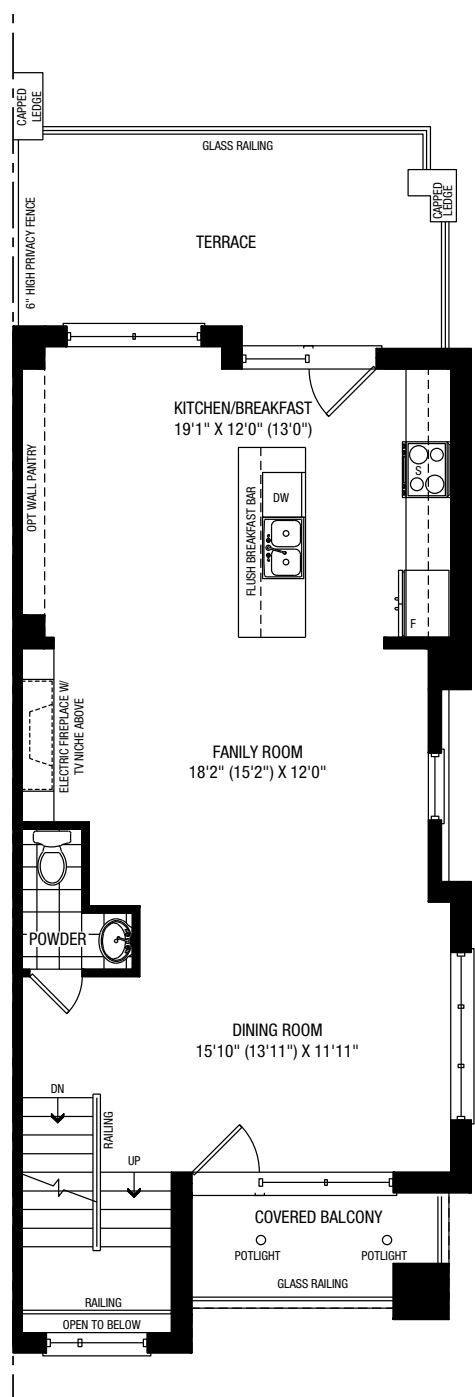 CAPPED
LEDGE
GLASS RAILING
CAPPED
LEDGE
6" HIGH PRIVACY FENCE
TERRACE
KITCHEN/BREAKFAST
19'1" X 12'0" (13'0")
OPT WALL PANTRY
FLUSH BREAKFAST BAR
DW
S
F
ELECTRIC FIREPLACE W/
TV NICHE ABOVE
FANILY ROOM
18'2" (15'2") X 12'0"
POWDER
DINING ROOM
15'10" (13'11") X 11'11"
DN
RAILING
UP
COVERED BALCONY
POTLIGHT
POTLIGHT
GLASS RAILING
RAILING
OPEN TO BELOW